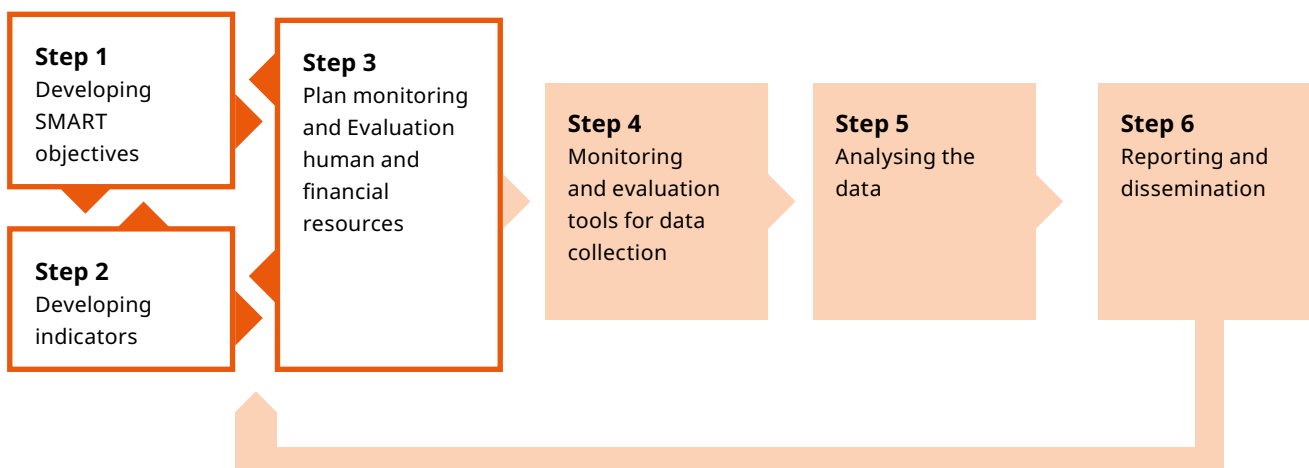 Step 1
Developing
SMART
objectives
Step 2
Developing
indicators
Step 3
Plan monitoring
and Evaluation
human and
financial
resources
Step 4
Monitoring
and evaluation
tools for data
collection
Step 5
Analysing the
data
Step 6
Reporting and
dissemination